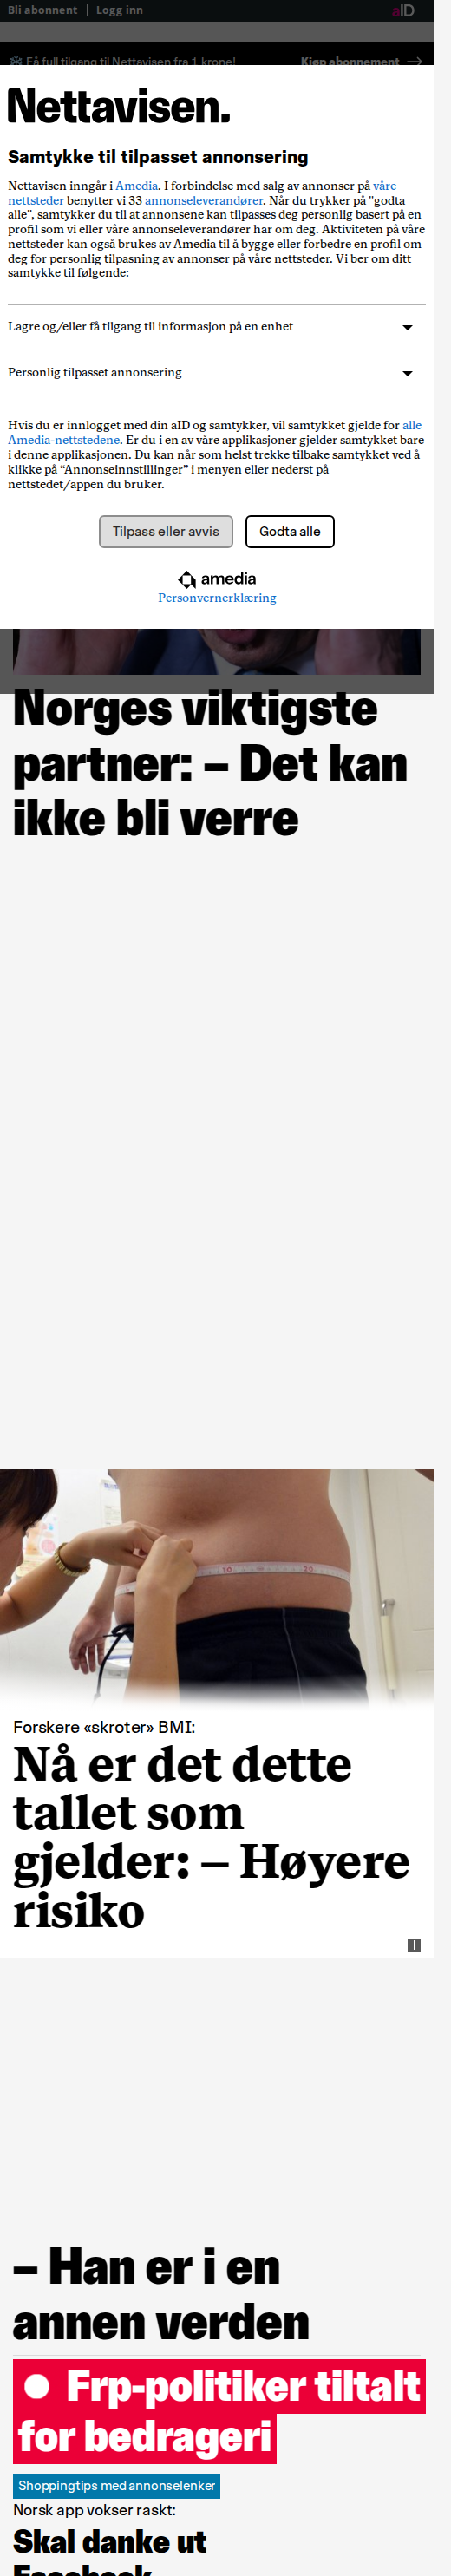 Bli abonnent | Logg inn aID
Få full tilgang til Nettavisen fra 1 krone! Kjøp abonnement →
Nettavisen.
Samtykke til tilpasset annonsering
Nettavisen inngår i Amedia. I forbindelse med salg av annonser på våre
nettsteder benytter vi 33 annonseleverandører. Når du trykker på "godta
alle", samtykker du til at annonsene kan tilpasses deg personlig basert på en
profil som vi eller våre annonseleverandører har om deg. Aktiviteten på våre
nettsteder kan også brukes av Amedia til å bygge eller forbedre en profil om
deg for personlig tilpasning av annonser på våre nettsteder. Vi ber om ditt
samtykke til følgende:
Lagre og/eller få tilgang til informasjon på en enhet
Personlig tilpasset annonsering
Hvis du er innlogget med din aID og samtykker, vil samtykket gjelde for alle
Amedia-nettstedene. Er du i en av våre applikasjoner gjelder samtykket bare
i denne applikasjonen. Du kan når som helst trekke tilbake samtykket ved å
klikke på “Annonseinnstillinger” i menyen eller nederst på
nettstedet/appen du bruker.
Tilpass eller avvis Godta alle
amedia
Personvernerklæring
Norges viktigste
partner: – Det kan
ikke bli verre
10 20
Forskere «skroter» BMI:
Nå er det dette
tallet som
gjelder: – Høyere
risiko
– Han er i en
annen verden
Frp-politiker tiltalt
for bedrageri
Shoppingtips med annonselenker
Norsk app vokser raskt:
Skal danke ut
Facebook